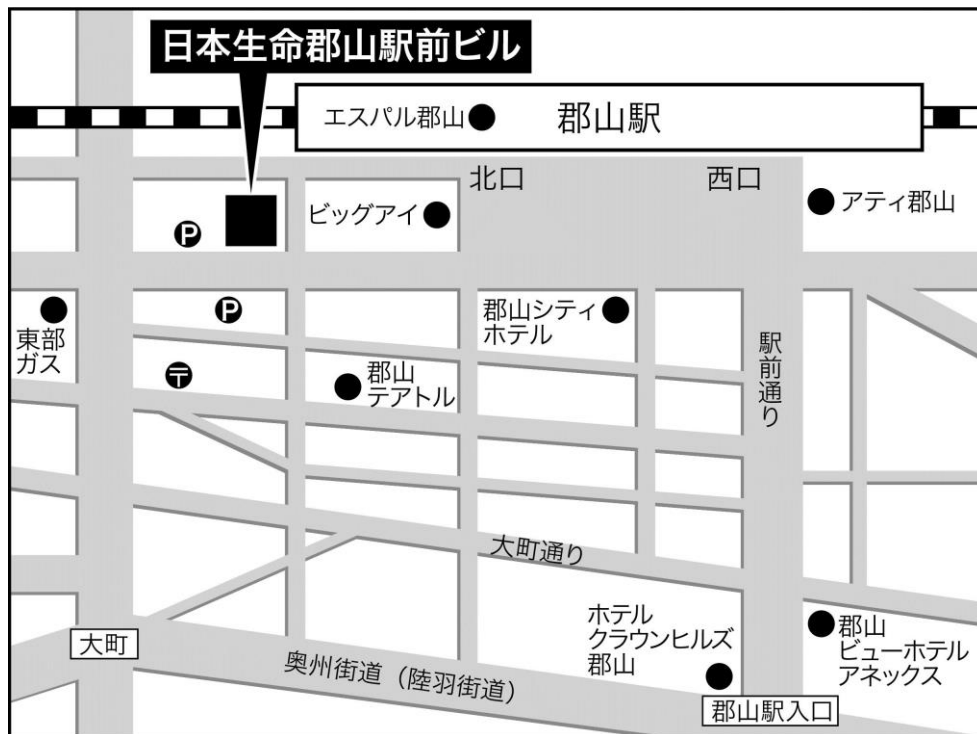 日本生命郡山駅前ビル
エスパル郡山
郡山駅
北口
西口
アティ郡山
ビッグアイ
P
P
東部
ガス
郡山シティ
ホテル
駅前通り
〒
郡山
テアトル
大町通り
大町
ホテル
クラウンヒルズ
郡山
郡山
ビューホテル
アネックス
奥州街道（陸羽街道）
郡山駅入口